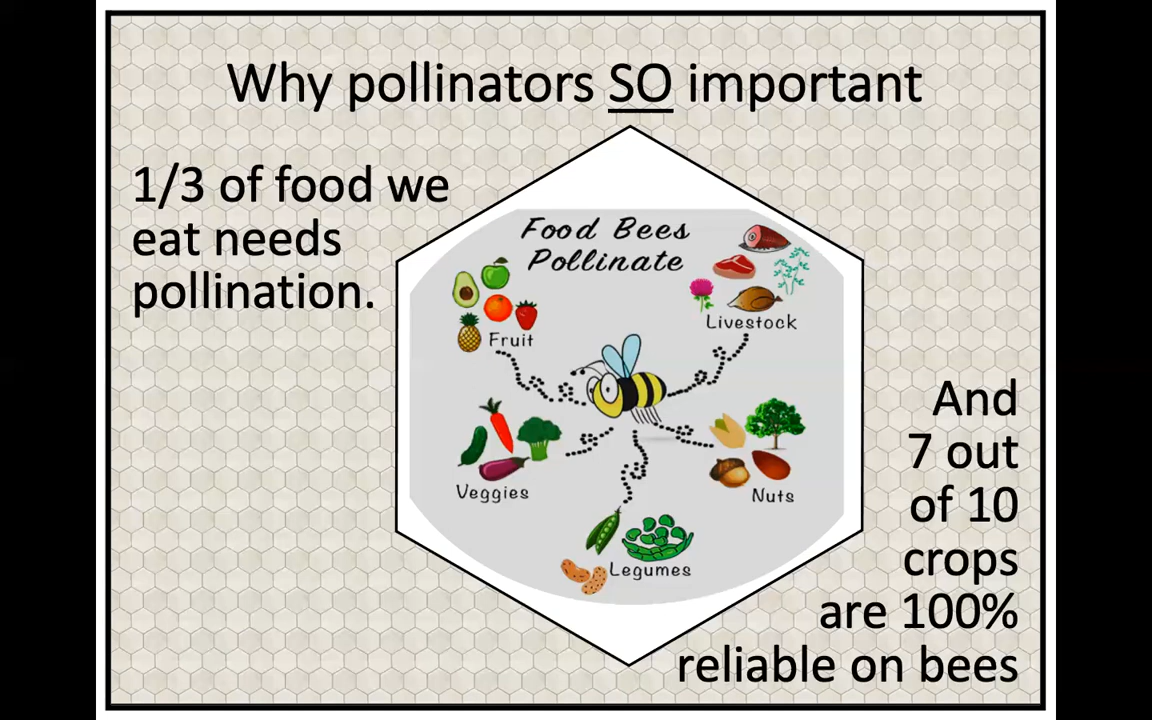 Why pollinators SO important
1/3 of food we
eat needs
pollination.
Food Bees
Pollinate
Fruit
Livestock
Veggies
Nuts
Legumes
And
7 out
of 10
crops
are 100%
reliable on bees